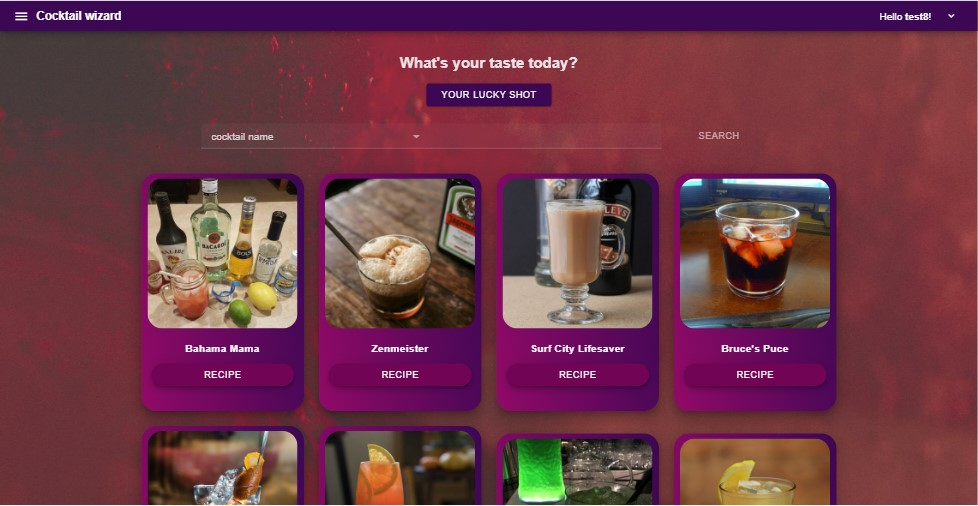 Cocktail wizard
Hello test8!
What's your taste today?
YOUR LUCKY SHOT
cocktail name
SEARCH
BACARDI
Bahama Mama
Zenmeister
Surf City Lifesaver
Bruce's Puce
RECIPE
RECIPE
RECIPE
RECIPE